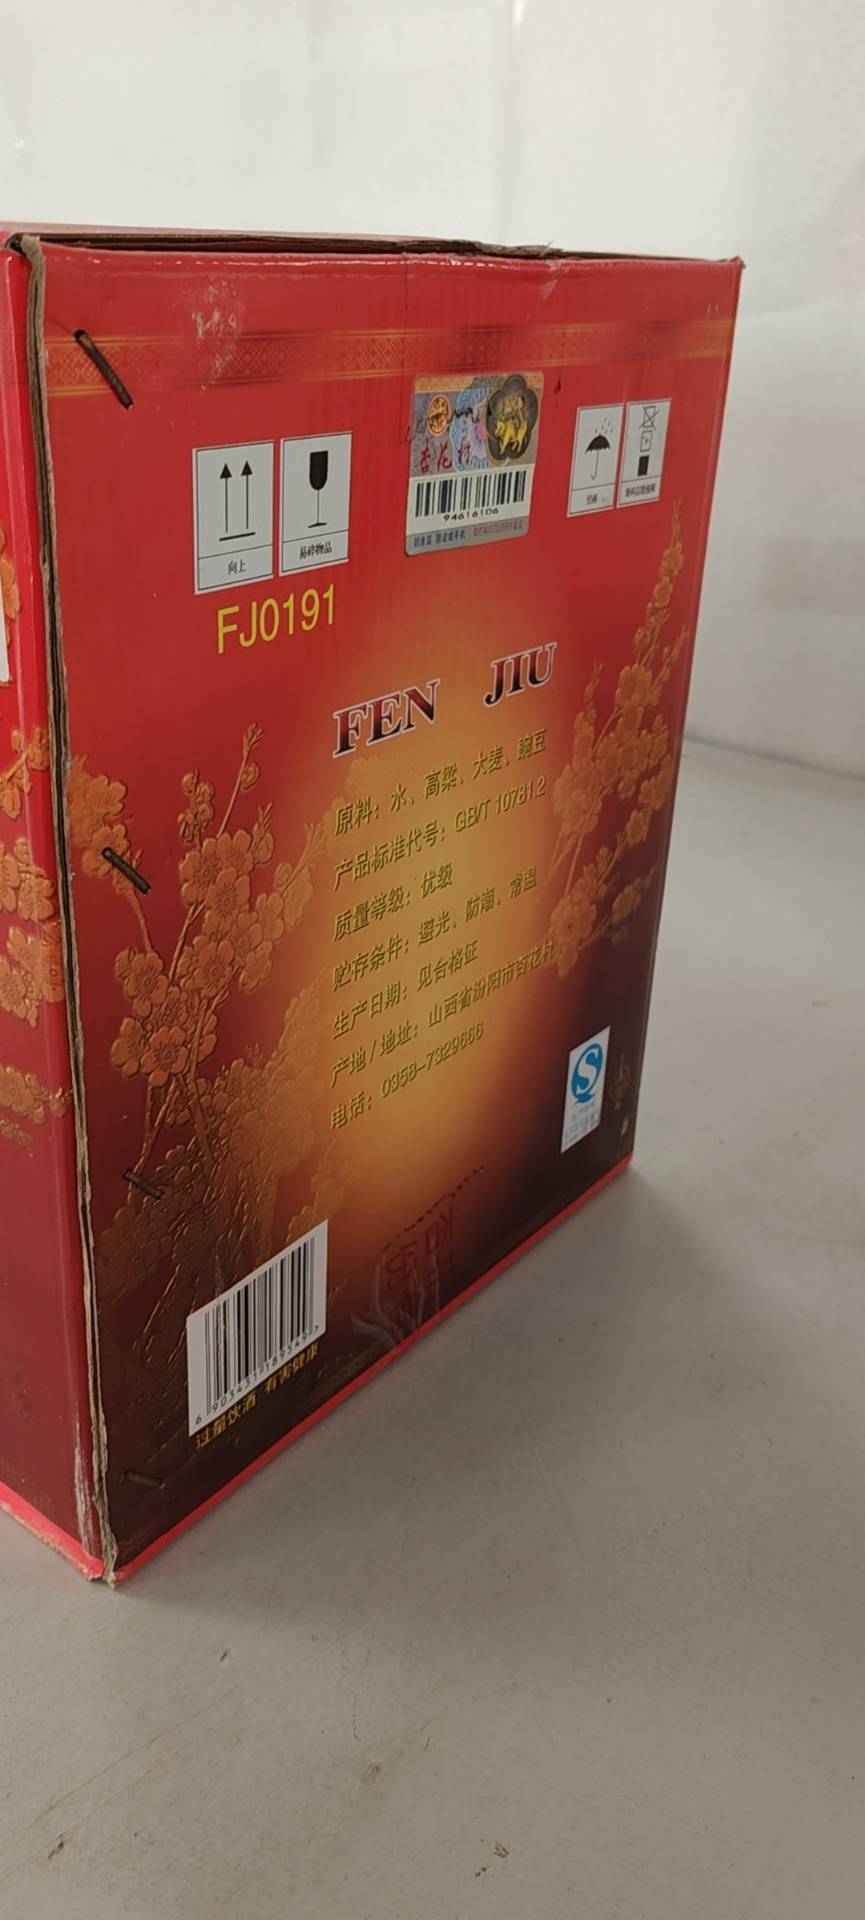 杏花村
94616106
向上
易碎物品
怕雨
FJ0191
FEN JIU
原料：水、高粱、大麦、豌豆
产品标准代号：GB/T 10781.2
质量等级：优级
贮存条件：避光、防潮、常温
生产日期：见合格证
产地/地址：山西省汾阳市杏花村
电话：0358-7329666
过量饮酒 有害健康